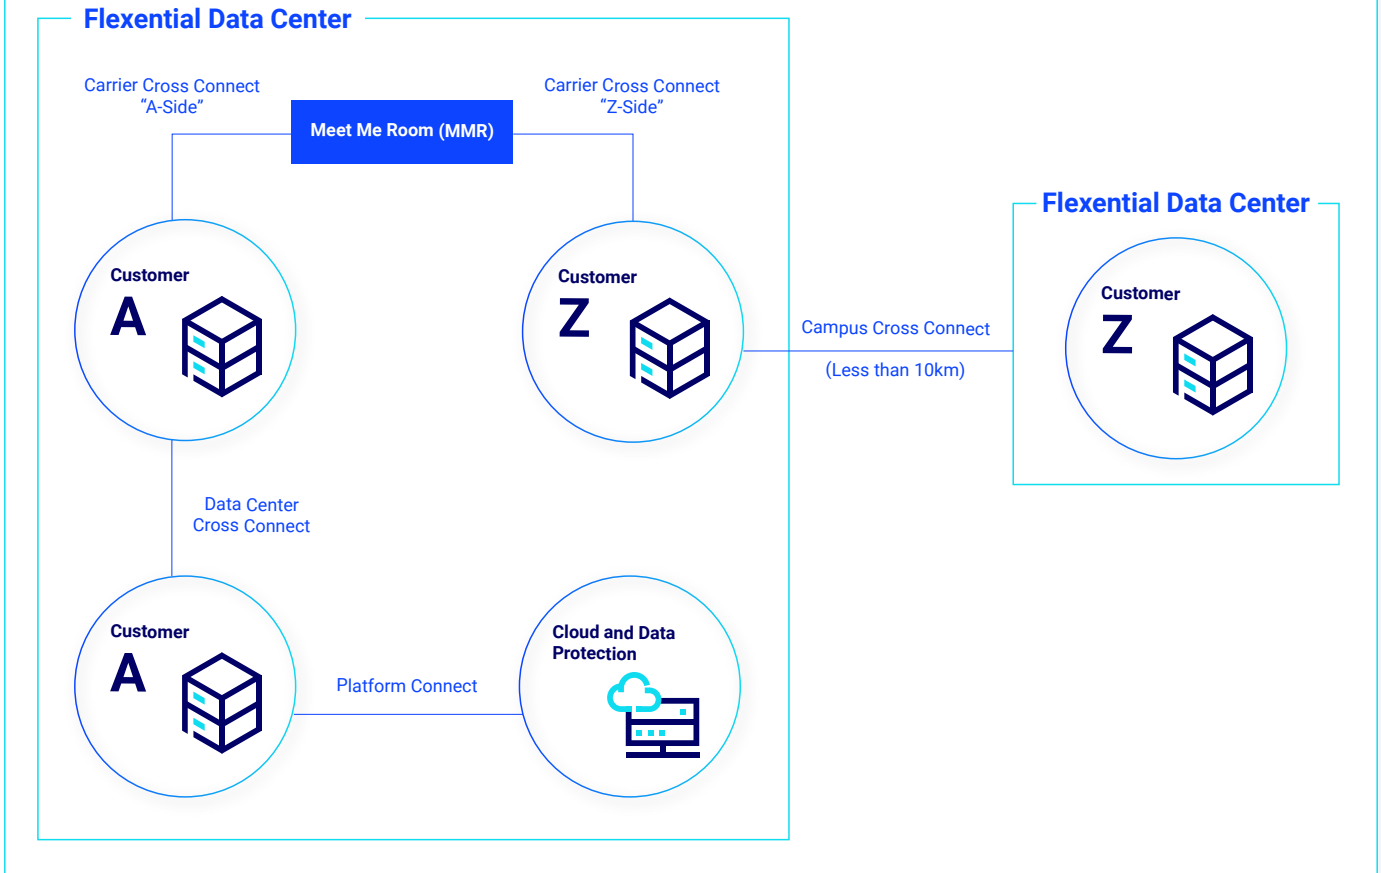 Flexential Data Center
Carrier Cross Connect
“A-Side”
Carrier Cross Connect
“Z-Side”
Meet Me Room (MMR)
Flexential Data Center
Customer
A
Customer
Z
Customer
Z
Campus Cross Connect
(Less than 10km)
Data Center
Cross Connect
Customer
A
Cloud and Data
Protection
Platform Connect